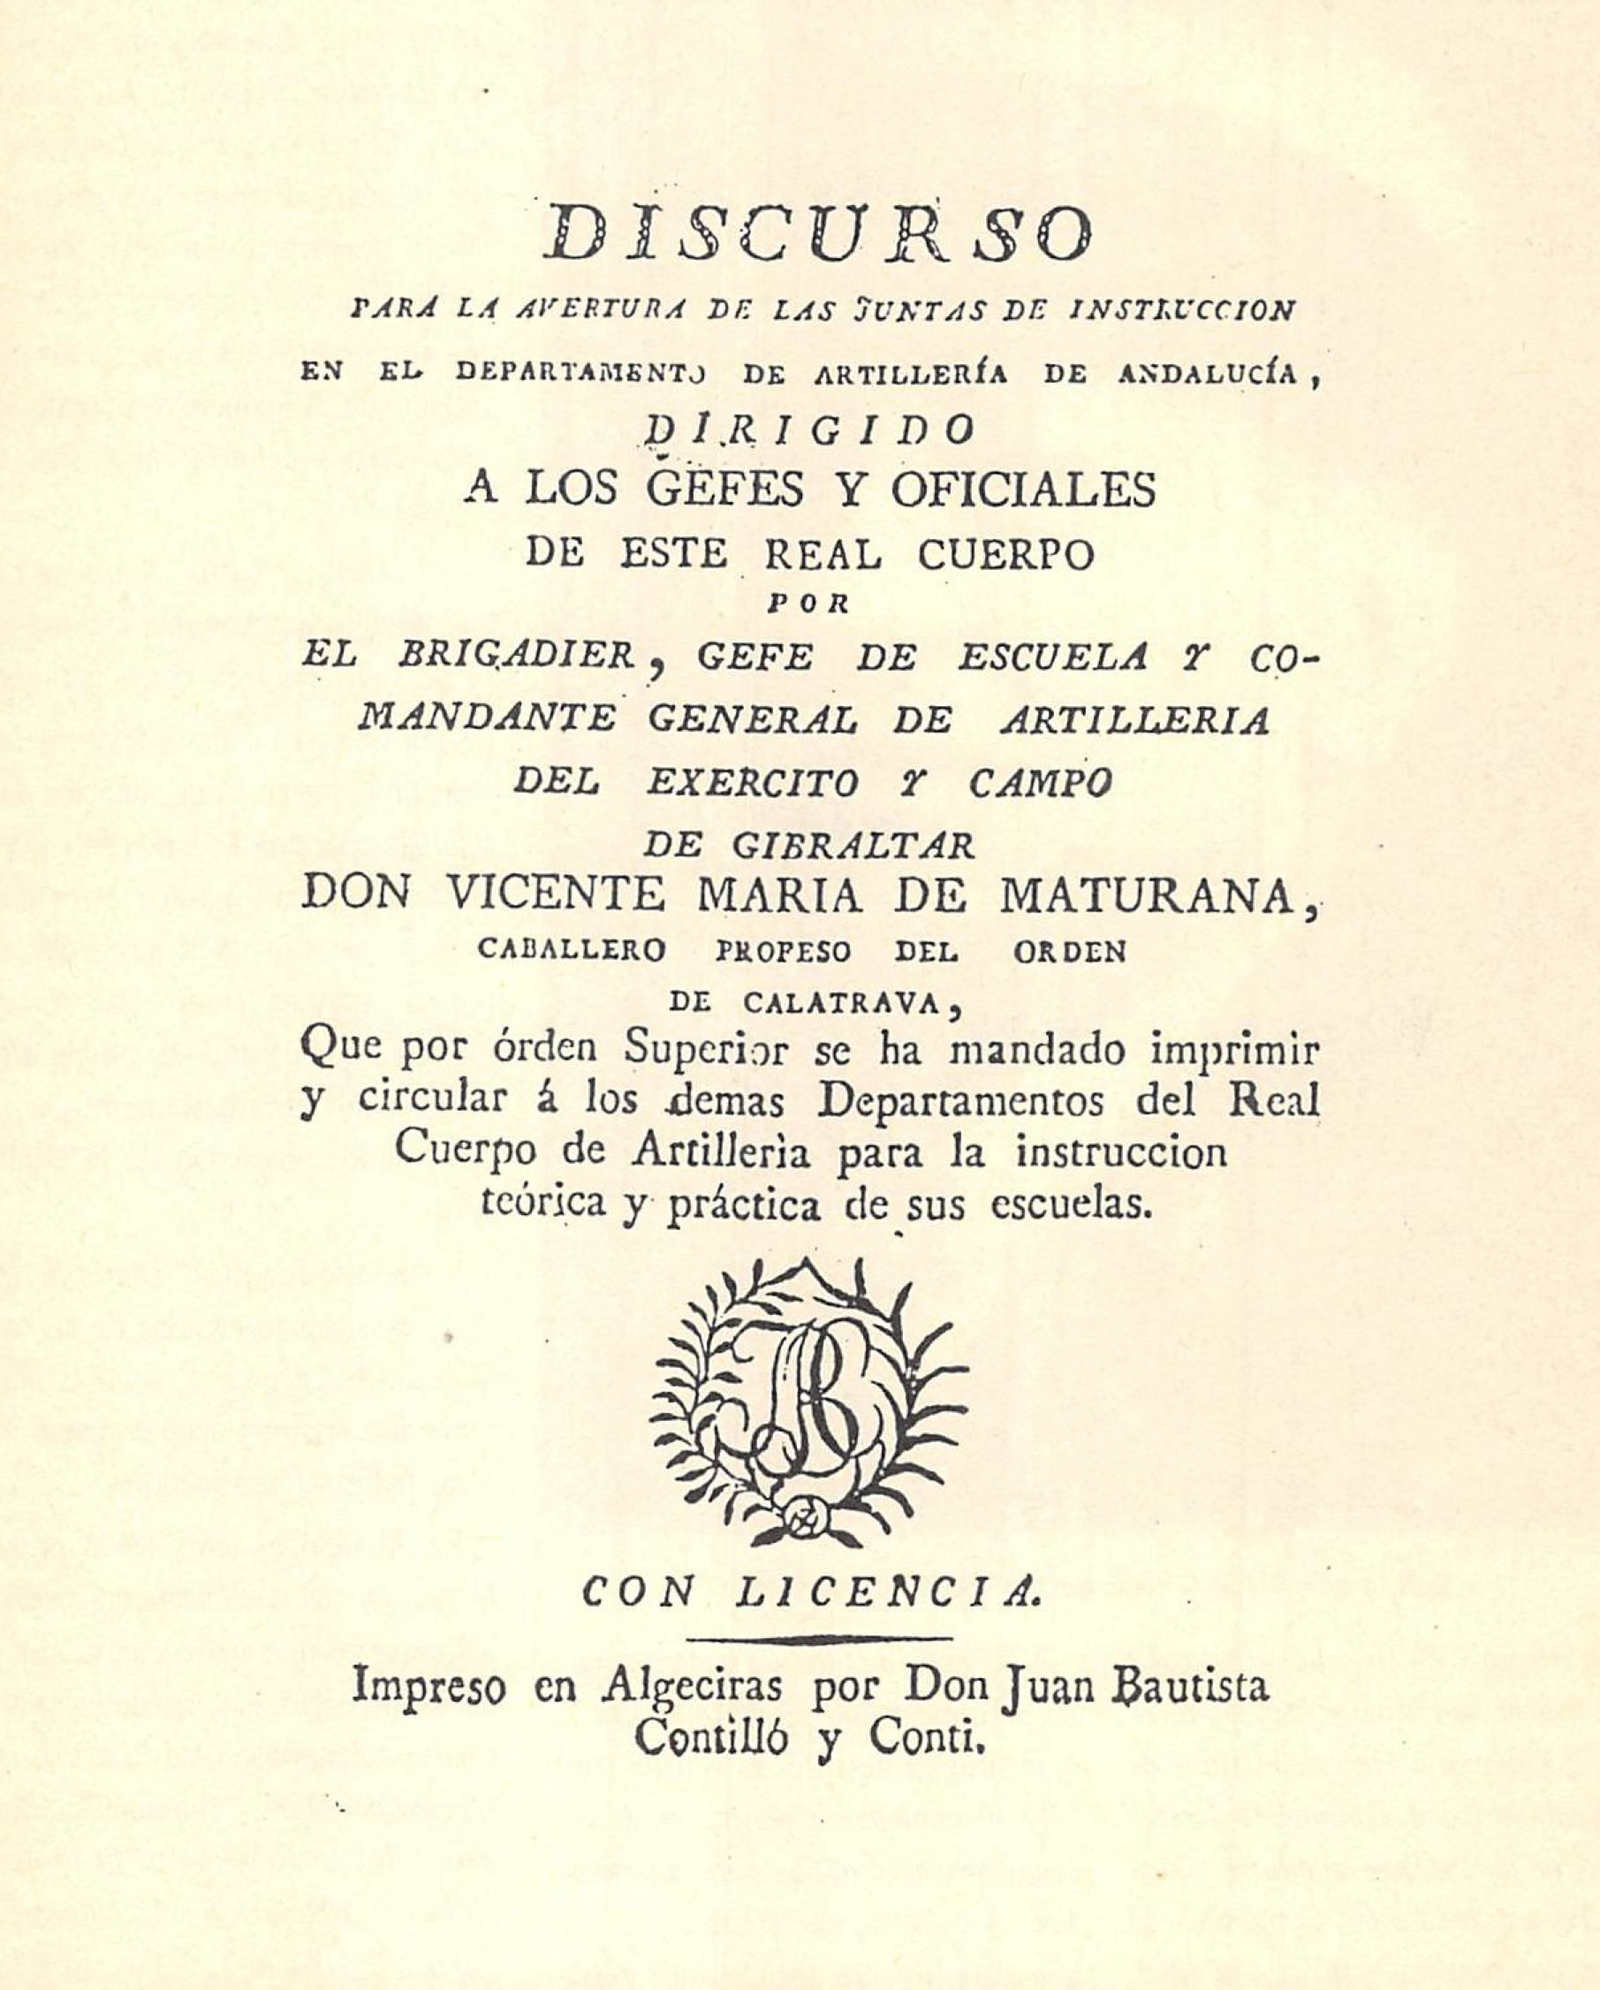 DISCURSO
PARA LA AVERTURA DE LAS JUNTAS DE INSTRUCCION
EN EL DEPARTAMENTO DE ARTILLERÍA DE ANDALUCÍA,
DIRIGIDO
A LOS GEFES Y OFICIALES
DE ESTE REAL CUERPO
POR
EL BRIGADIER, GEFE DE ESCUELA Y CO-
MANDANTE GENERAL DE ARTILLERIA
DEL EXERCITO Y CAMPO
DE GIBRALTAR
DON VICENTE MARIA DE MATURANA,
CABALLERO PROFESO DEL ORDEN
DE CALATRAVA,
Que por órden Superior se ha mandado imprimir
y circular á los demas Departamentos del Real
Cuerpo de Artillerìa para la instruccion
teórica y práctica de sus escuelas.
CON LICENCIA.
Impreso en Algeciras por Don Juan Bautista
Contilló y Conti.